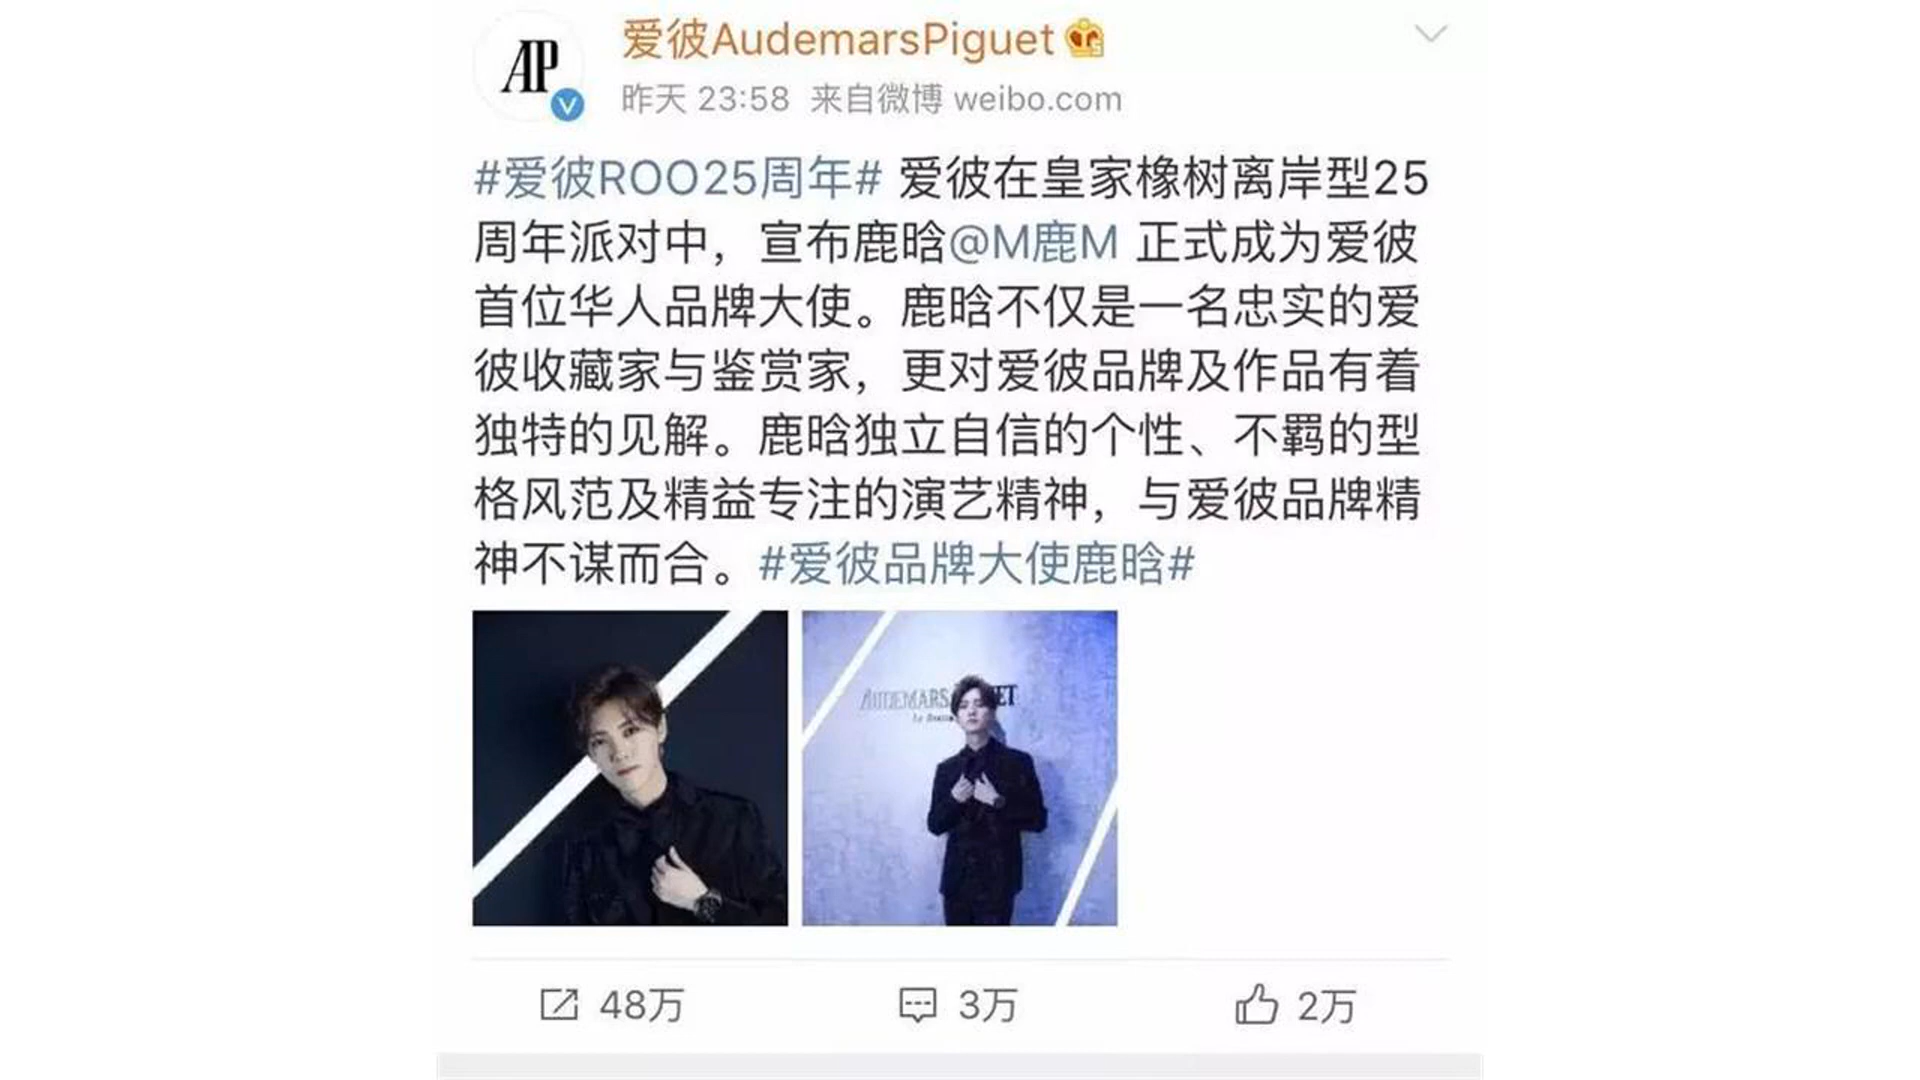 AP
爱彼AudemarsPiguet
昨天 23:58 来自微博 weibo.com
#爱彼ROO25周年# 爱彼在皇家橡树离岸型25
周年派对中，宣布鹿晗@M鹿M 正式成为爱彼
首位华人品牌大使。鹿晗不仅是一名忠实的爱
彼收藏家与鉴赏家，更对爱彼品牌及作品有着
独特的见解。鹿晗独立自信的个性、不羁的型
格风范及精益专注的演艺精神，与爱彼品牌精
神不谋而合。#爱彼品牌大使鹿晗#
AUDEMARS ET
48万 3万 2万